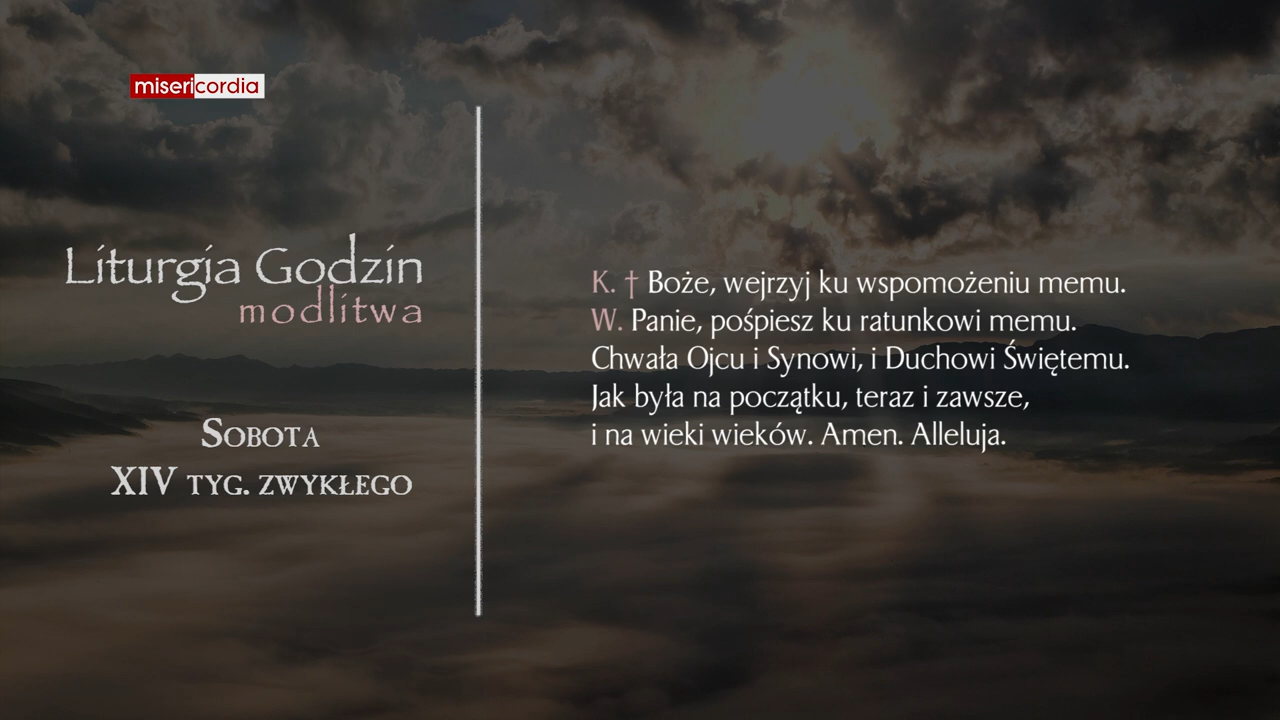 misericordia
Liturgia Godzin
modlitwa
Sobota
XIV tyg. zwykłego
K. † Boże, wejrzyj ku wspomożeniu memu.
W. Panie, pośpiesz ku ratunkowi memu.
Chwała Ojcu i Synowi, i Duchowi Świętemu.
Jak była na początku, teraz i zawsze,
i na wieki wieków. Amen. Alleluja.